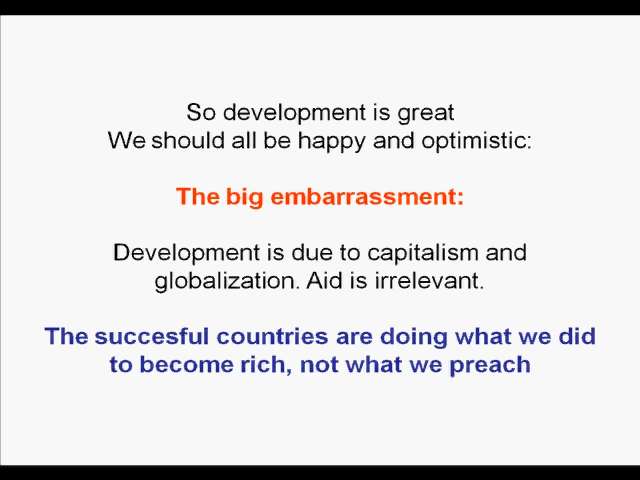 So development is great
We should all be happy and optimistic:
The big embarrassment:
Development is due to capitalism and
globalization. Aid is irrelevant.
The succesful countries are doing what we did
to become rich, not what we preach